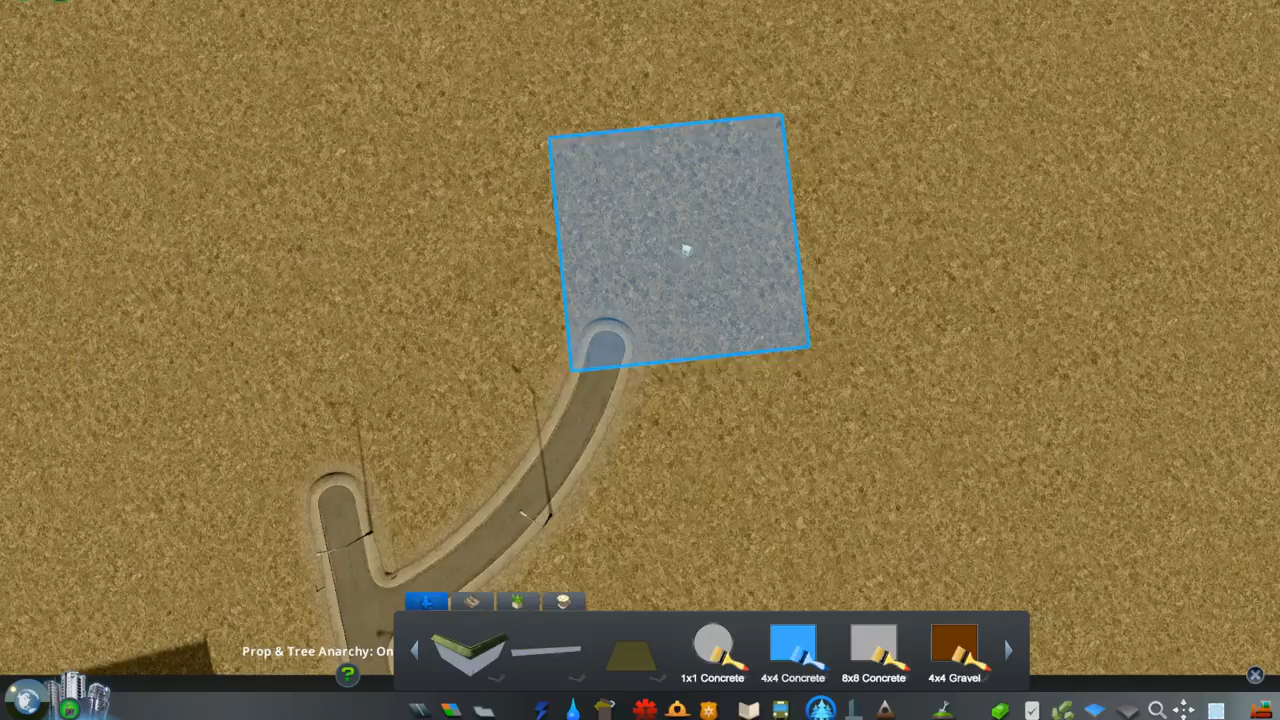 Prop & Tree Anarchy: On
?
1x1 Concrete
4x4 Concrete
8x8 Concrete
4x4 Gravel